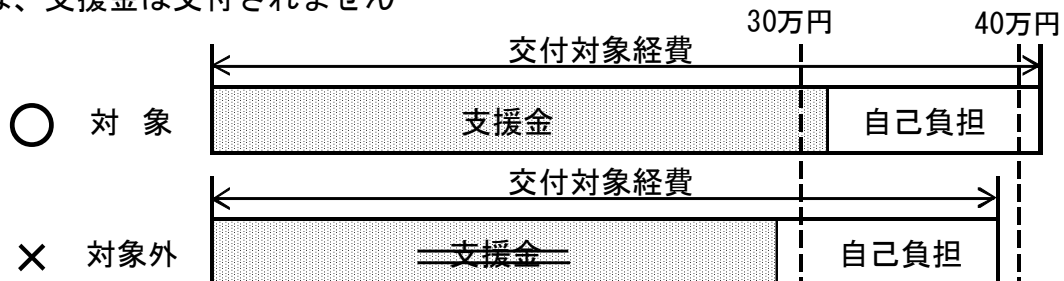 は、支援金は交付されません
30万円 40万円
交付対象経費
○ 対 象 支援金 自己負担
交付対象経費
× 対象外 支援金 自己負担